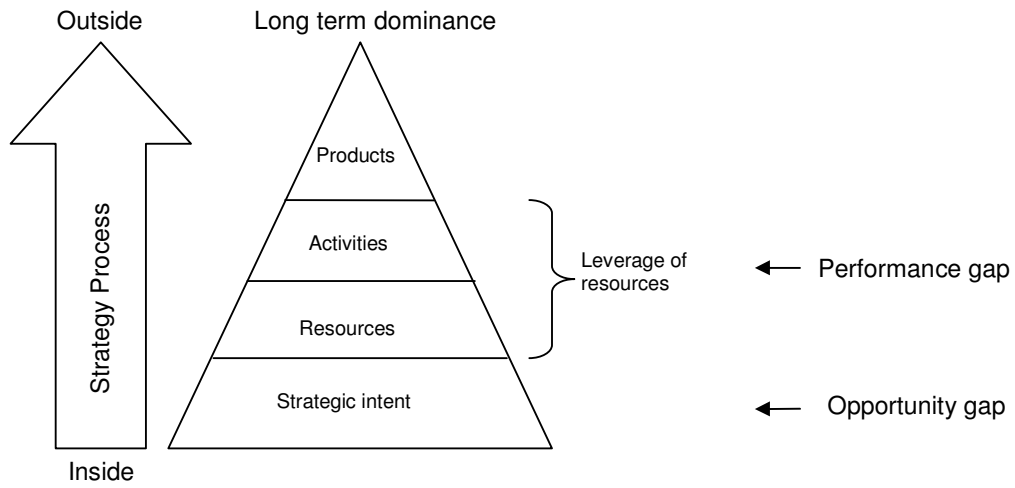 Outside
Long term dominance
Products
Activities
Leverage of
resources
Performance gap
Strategy Process
Resources
Strategic intent
Opportunity gap
Inside